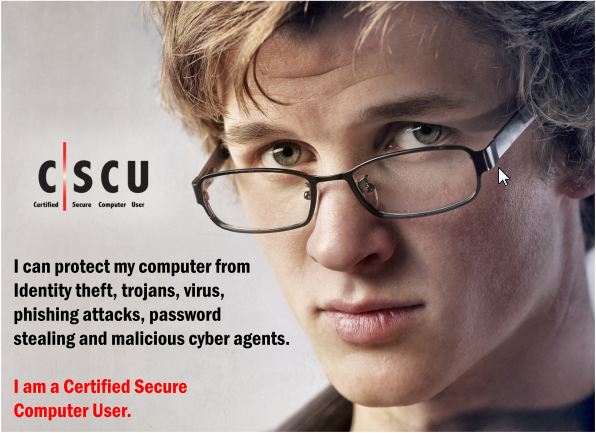 CSCU
Certified Secure Computer User
I can protect my computer from
Identity theft, trojans, virus,
phishing attacks, password
stealing and malicious cyber agents.
I am a Certified Secure
Computer User.